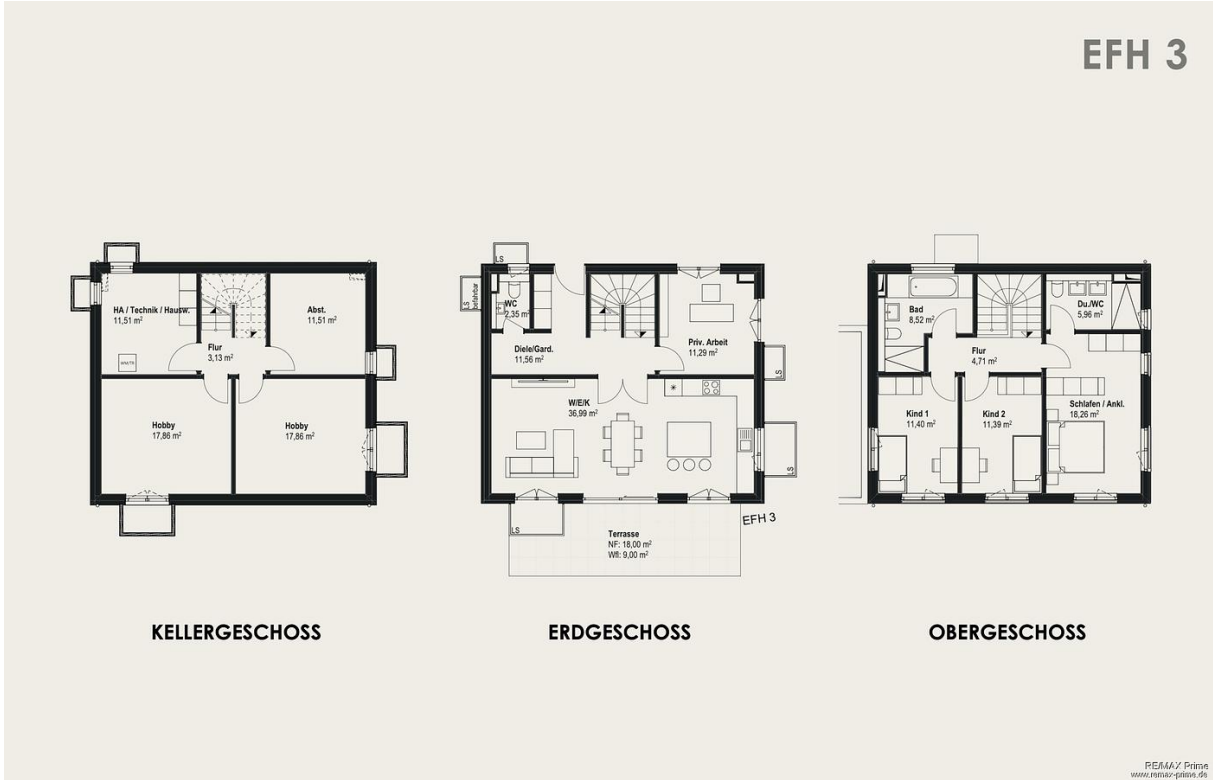 EFH 3
HA / Technik / Hausw.
11,51 m²
Abst.
11,51 m²
Flur
3,13 m²
Hobby
17,86 m²
Hobby
17,86 m²
KELLERGESCHOSS
LS
LS
befahrbar
WC
2,35 m²
Diele/Gard.
11,56 m²
Priv. Arbeit
11,29 m²
LS
W/E/K
36,99 m²
LS
LS
EFH 3
Terrasse
NF: 18,00 m²
Wfl: 9,00 m²
ERDGESCHOSS
Bad
8,52 m²
Du./WC
5,96 m²
Flur
4,71 m²
Kind 1
11,40 m²
Kind 2
11,39 m²
Schlafen / Ankl.
18,26 m²
OBERGESCHOSS
RE/MAX Prime
www.remax-prime.de